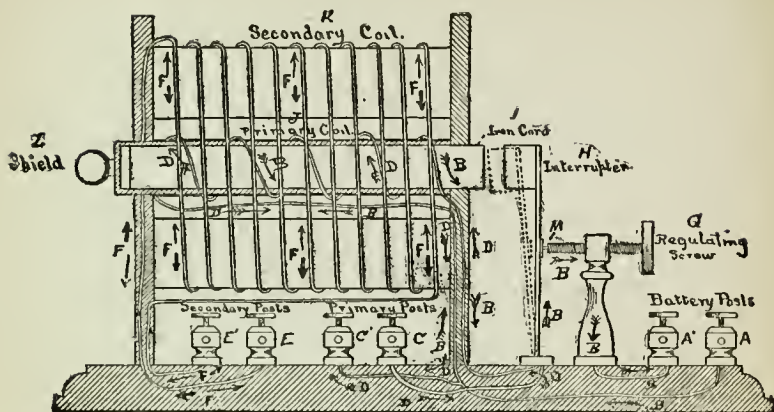 K
Secondary Coil.
F F F
J
Primary Coil.
I
Iron Cord
H
Interrupter
Z
Shield
D B D B
D B
M
Q
Regulating
Screw
B
F F F F
D
B
B
B
B
Secondary Posts
Primary Posts
Battery Posts
E' E C' C A' A
D
F
F
D
D
B
B